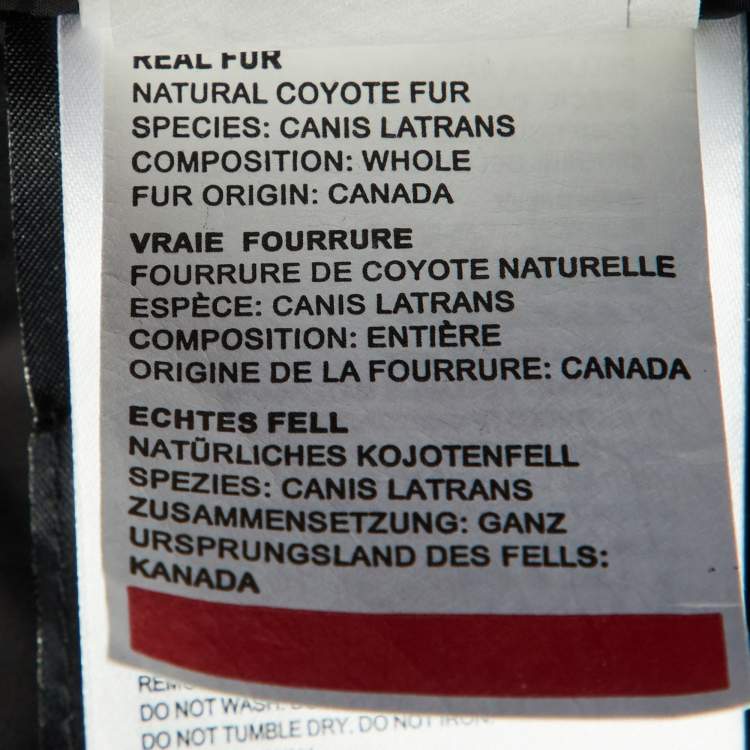 REAL FUR
NATURAL COYOTE FUR
SPECIES: CANIS LATRANS
COMPOSITION: WHOLE
FUR ORIGIN: CANADA
VRAIE FOURRURE
FOURRURE DE COYOTE NATURELLE
ESPÈCE: CANIS LATRANS
COMPOSITION: ENTIÈRE
ORIGINE DE LA FOURRURE: CANADA
ECHTES FELL
NATÜRLICHES KOJOTENFELL
SPEZIES: CANIS LATRANS
ZUSAMMENSETZUNG: GANZ
URSPRUNGSLAND DES FELLS:
KANADA
DO NOT WASH.
DO NOT TUMBLE DRY. DO NOT IRON.